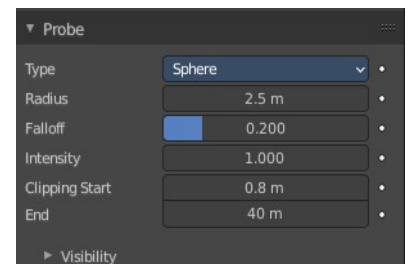 Probe
Type Sphere
Radius 2.5 m
Falloff 0.200
Intensity 1.000
Clipping Start 0.8 m
End 40 m
Visibility